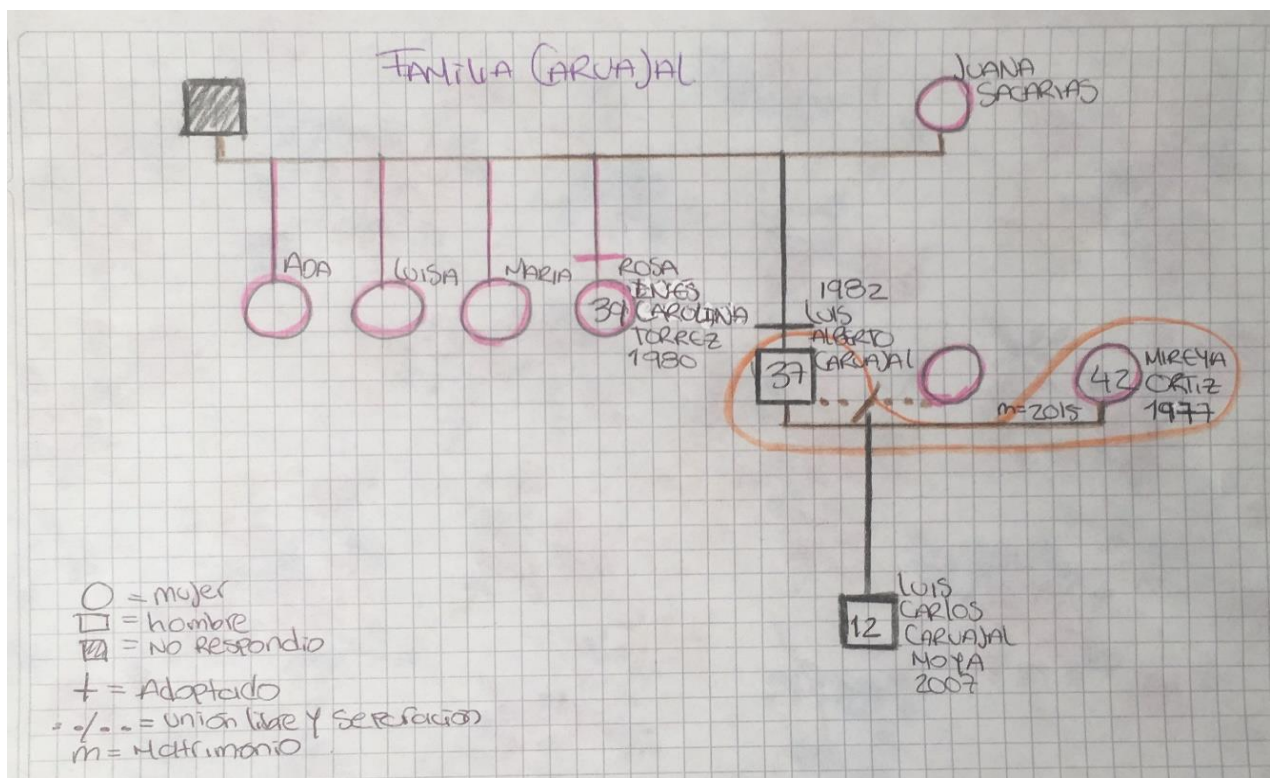 FAMILIA CARVAJAL
JUANA
SACARIAS
ADA
LUISA
MARIA
ROSA
INES
CAROLINA
TORREZ
1980
39
1982
LUIS
ALBERTO
CARVAJAL
37
42
MIREYA
ORTIZ
1977
m=2015
12
LUIS
CARLOS
CARVAJAL
MOYA
2007
= mujer
= hombre
= NO RESPONDIO
+ = Adoptado
--/-- = unión libre y separación
m = Matrimonio